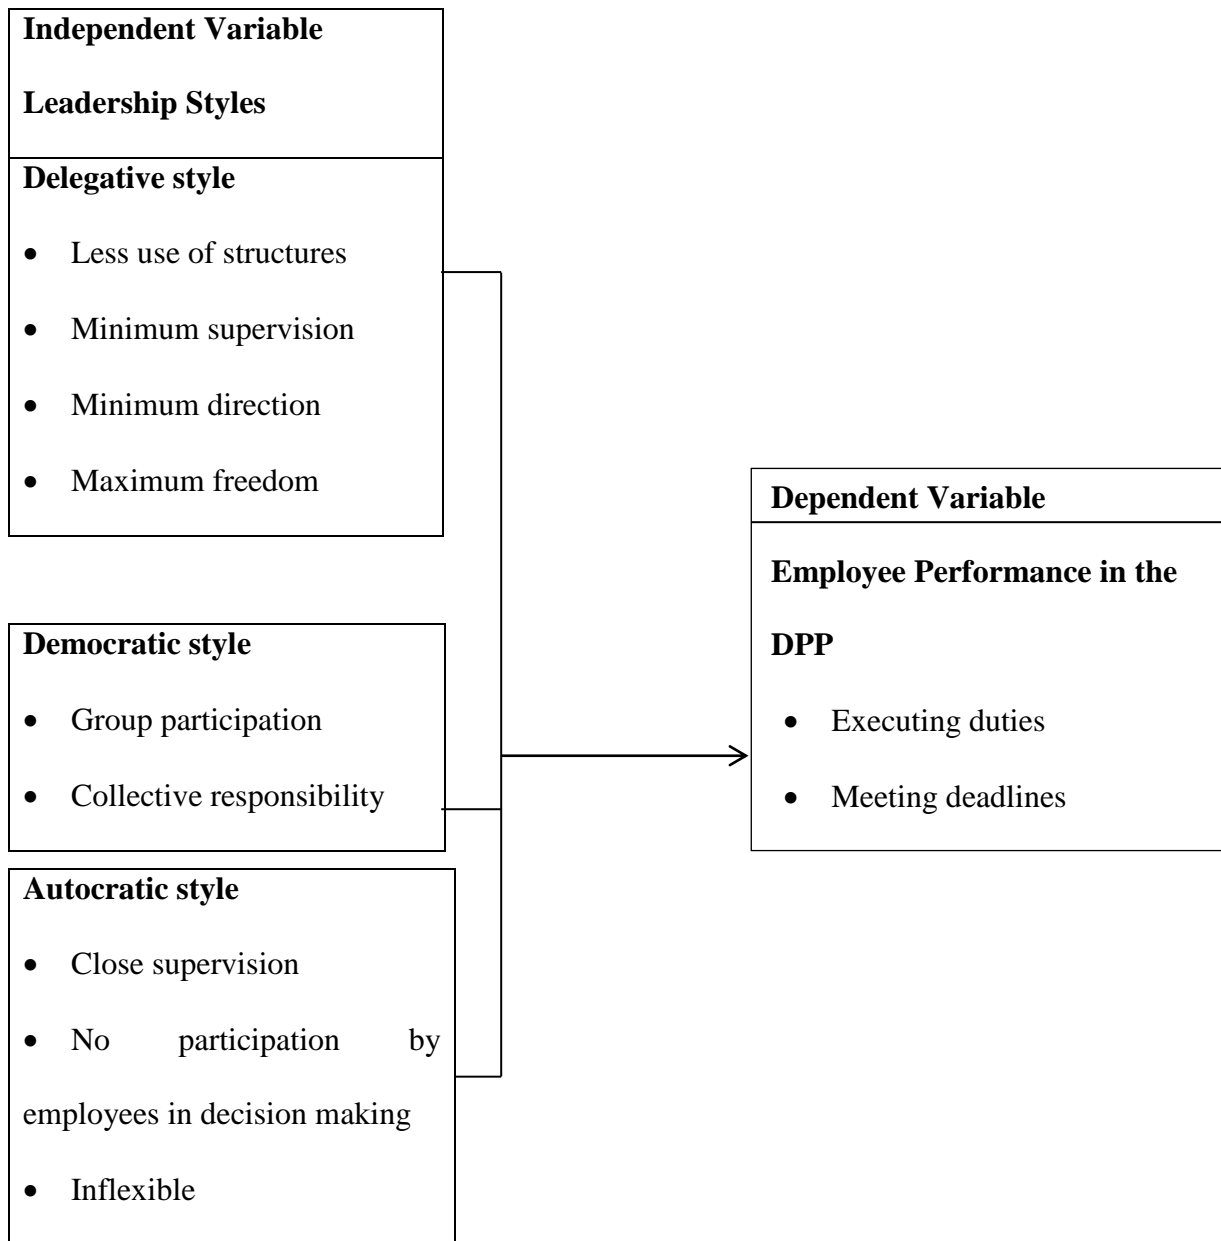 Independent Variable
Leadership Styles
Delegative style
• Less use of structures
• Minimum supervision
• Minimum direction
• Maximum freedom
Democratic style
• Group participation
• Collective responsibility
Autocratic style
• Close supervision
• No participation by
employees in decision making
• Inflexible
Dependent Variable
Employee Performance in the
DPP
• Executing duties
• Meeting deadlines